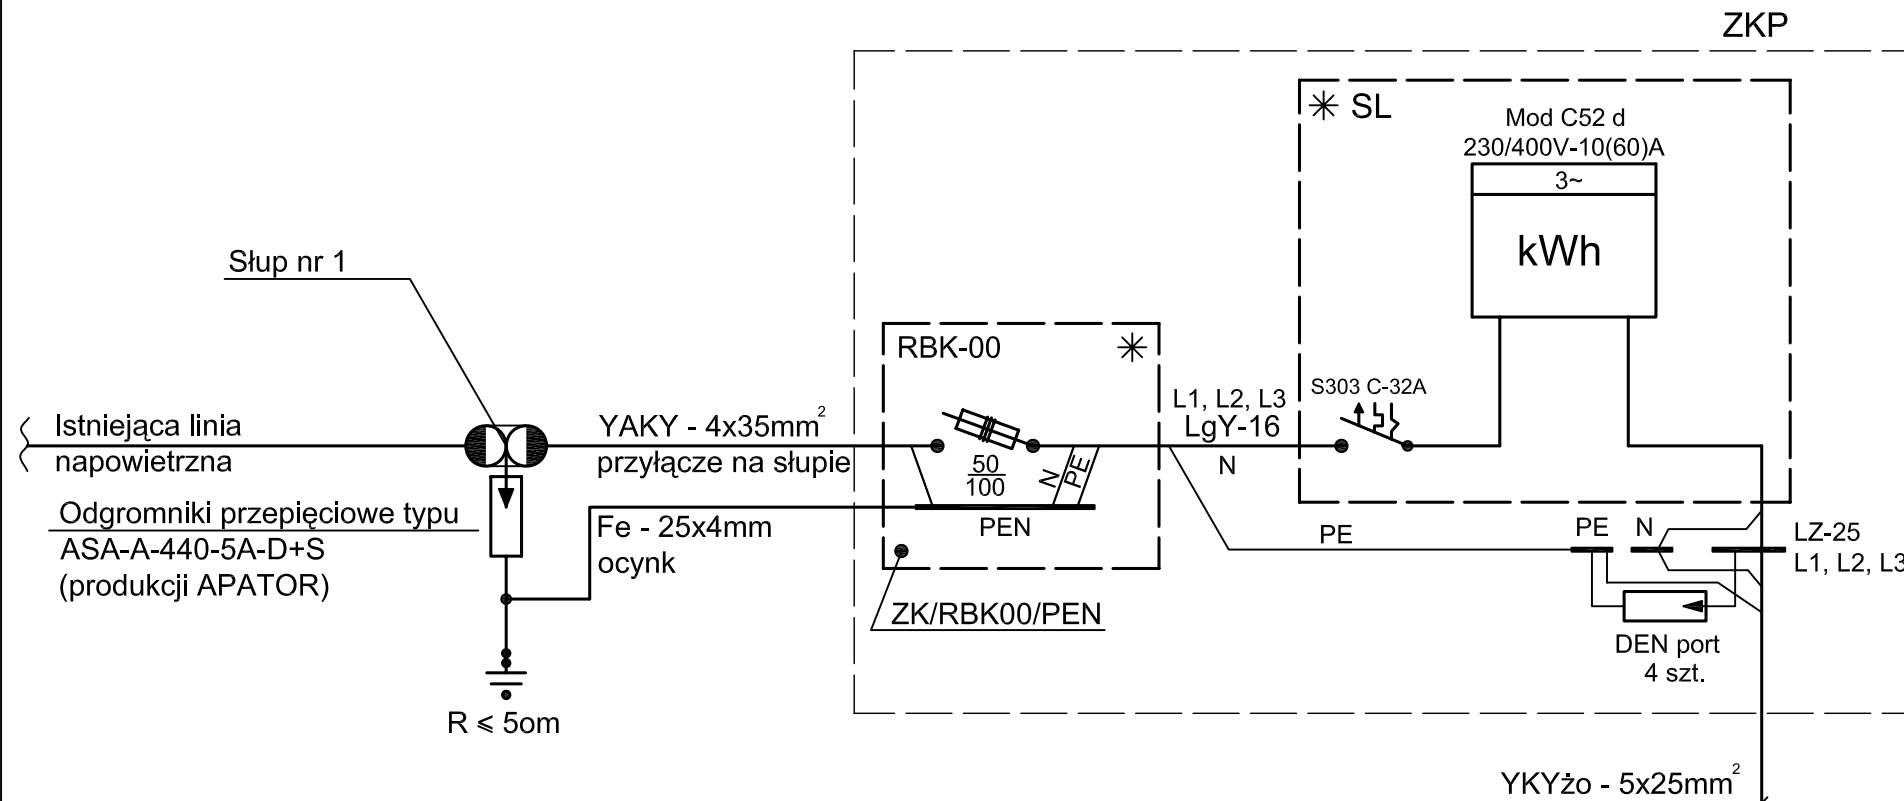 ZKP
✳ SL
Mod C52 d
230/400V-10(60)A
3~
kWh
Słup nr 1
RBK-00 ✳
S303 C-32A
Istniejąca linia
napowietrzna
YAKY - 4x35mm²
przyłącze na słupie
50
100
N
PE
PEN
L1, L2, L3
LgY-16
N
Odgromniki przepięciowe typu
ASA-A-440-5A-D+S
(produkcji APATOR)
Fe - 25x4mm
ocynk
PE
PE
N
LZ-25
L1, L2, L3
ZK/RBK00/PEN
DEN port
4 szt.
R ⩽ 5om
YKYżo - 5x25mm²